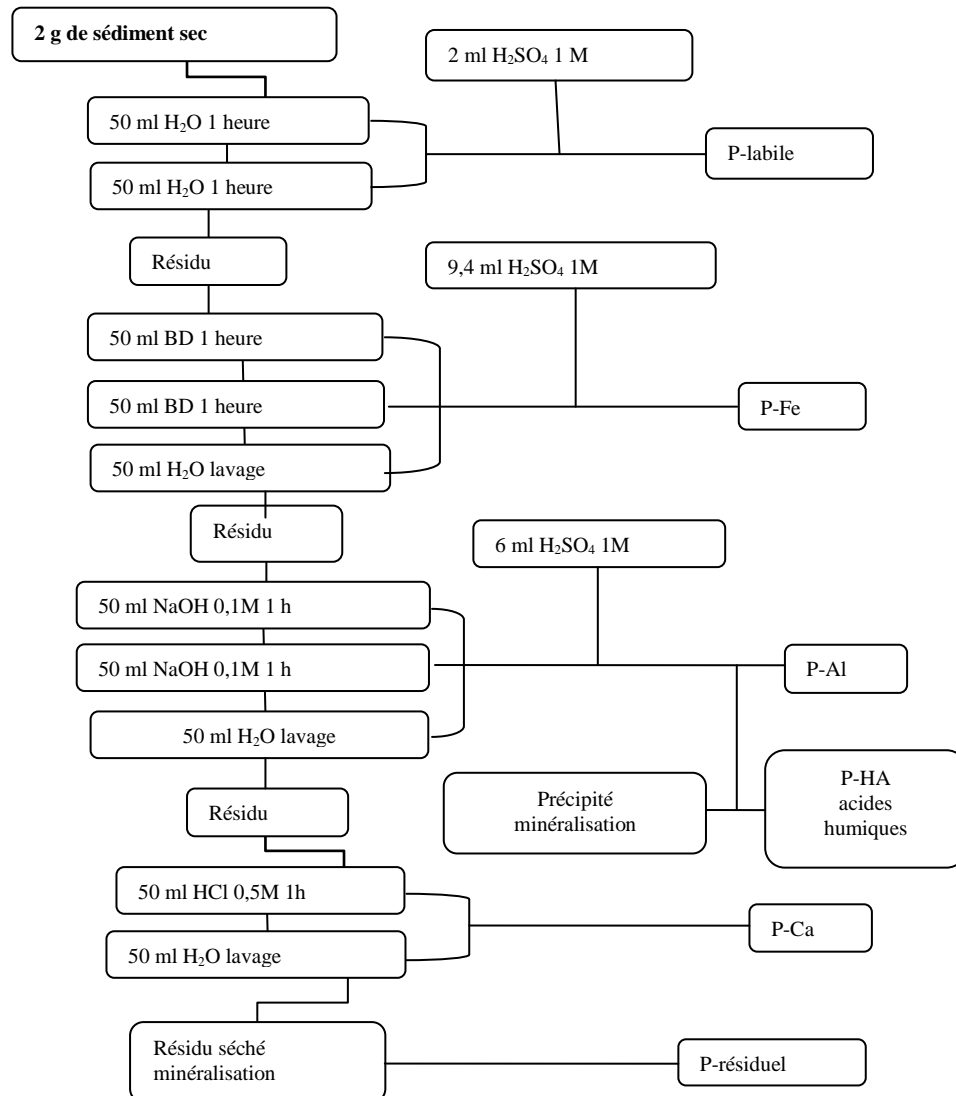 2 g de sédiment sec
2 ml H₂SO₄ 1 M
50 ml H₂O 1 heure
P-labile
50 ml H₂O 1 heure
Résidu
9,4 ml H₂SO₄ 1M
50 ml BD 1 heure
50 ml BD 1 heure
P-Fe
50 ml H₂O lavage
Résidu
6 ml H₂SO₄ 1M
50 ml NaOH 0,1M 1 h
50 ml NaOH 0,1M 1 h
P-Al
50 ml H₂O lavage
Résidu
Précipité
minéralisation
P-HA
acides
humiques
50 ml HCl 0,5M 1h
P-Ca
50 ml H₂O lavage
Résidu séché
minéralisation
P-résiduel